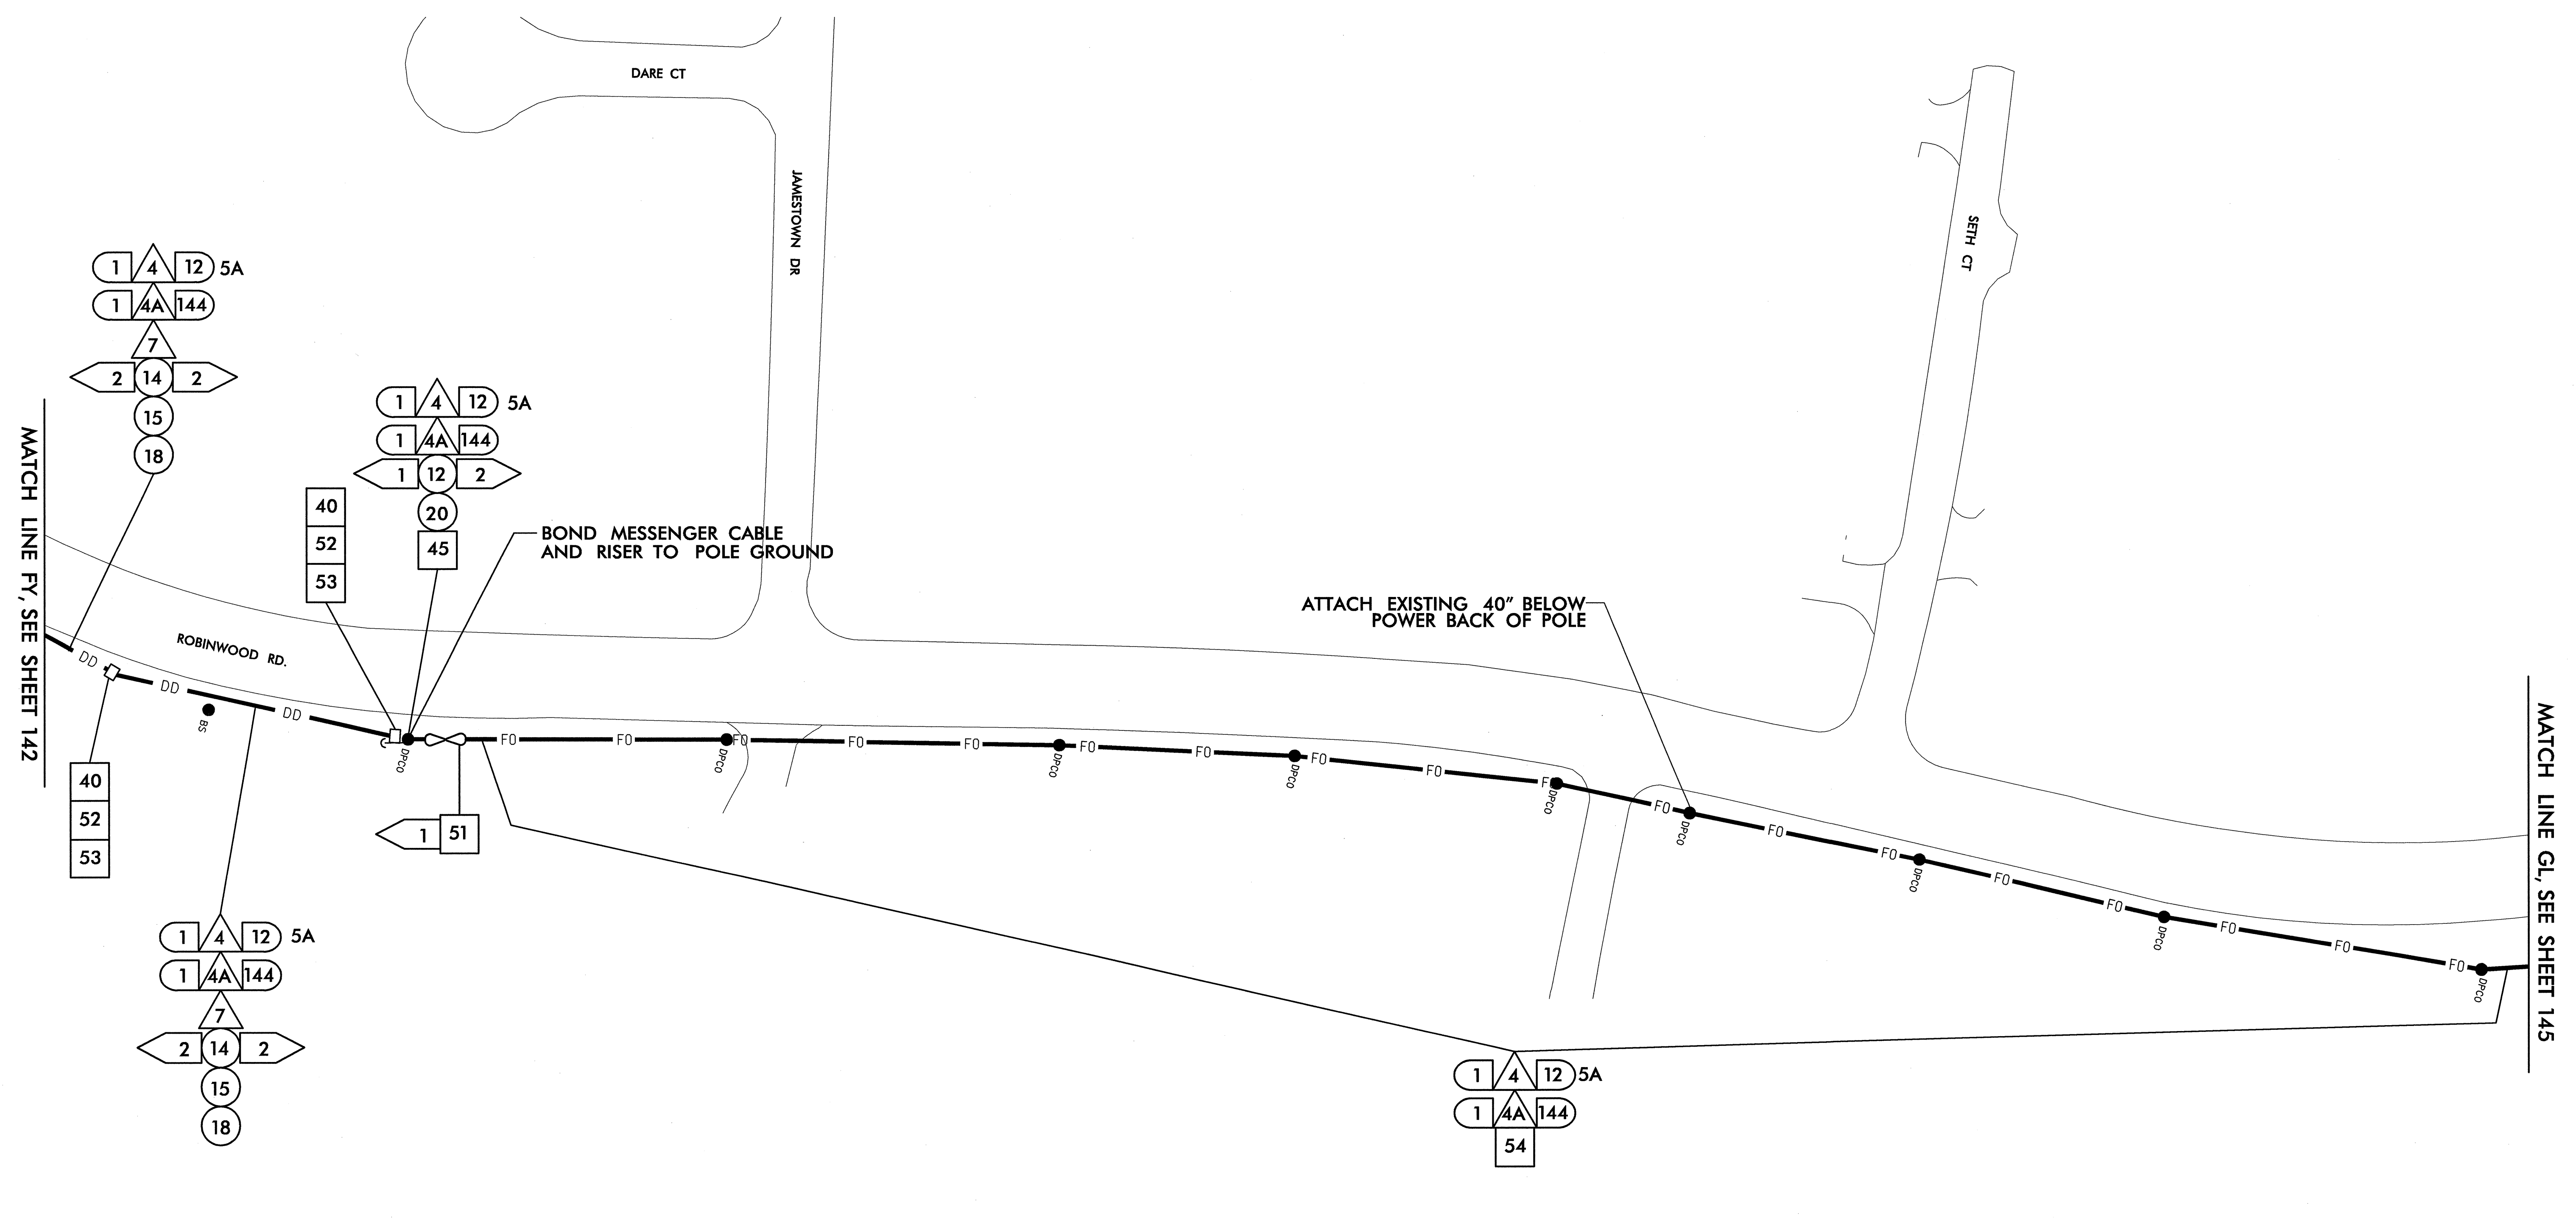 DARE CT
JAMESTOWN DR
SETH CT
1 4 12 5A
1 4A 144
7
2 14 2
15
18
1 4 12 5A
1 4A 144
1 12 2
20
45
40
52
53
BOND MESSENGER CABLE
AND RISER TO POLE GROUND
ATTACH EXISTING 40" BELOW
POWER BACK OF POLE
MATCH LINE FY, SEE SHEET 142
ROBINWOOD RD.
DD
DD
DD
BS
40
52
53
DPCO
FO
FO
DPCO
FO
FO
FO
DPCO
FO
FO
DPCO
FO
FO
F
DPCO
FO
DPCO
FO
FO
DPCO
FO
FO
DPCO
FO
FO
FO
DPCO
1 51
MATCH LINE GL, SEE SHEET 145
1 4 12 5A
1 4A 144
7
2 14 2
15
18
1 4 12 5A
1 4A 144
54